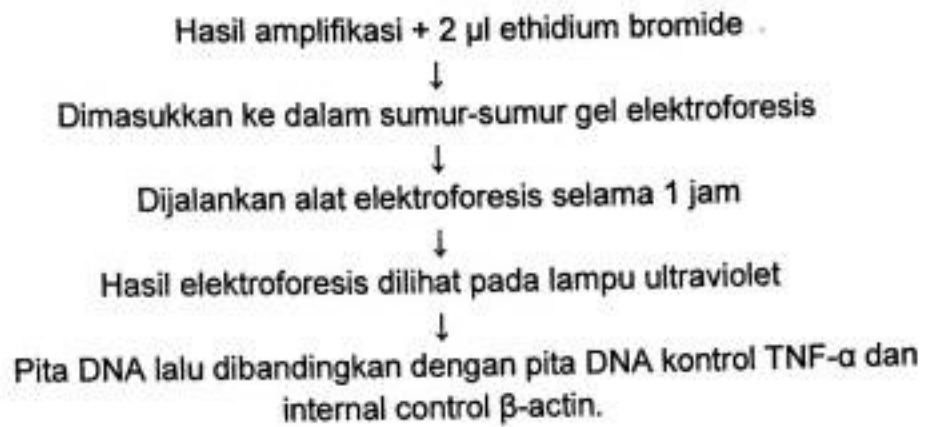 Hasil amplifikasi + 2 µl ethidium bromide
↓
Dimasukkan ke dalam sumur-sumur gel elektroforesis
↓
Dijalankan alat elektroforesis selama 1 jam
↓
Hasil elektroforesis dilihat pada lampu ultraviolet
↓
Pita DNA lalu dibandingkan dengan pita DNA kontrol TNF-α dan
internal control β-actin.